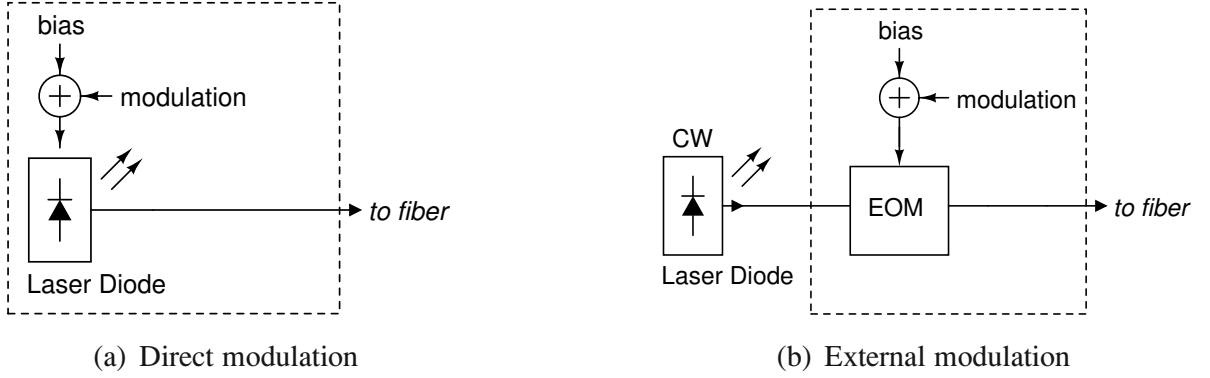 bias
modulation
Laser Diode
to fiber
(a) Direct modulation
bias
modulation
CW
EOM
Laser Diode
to fiber
(b) External modulation